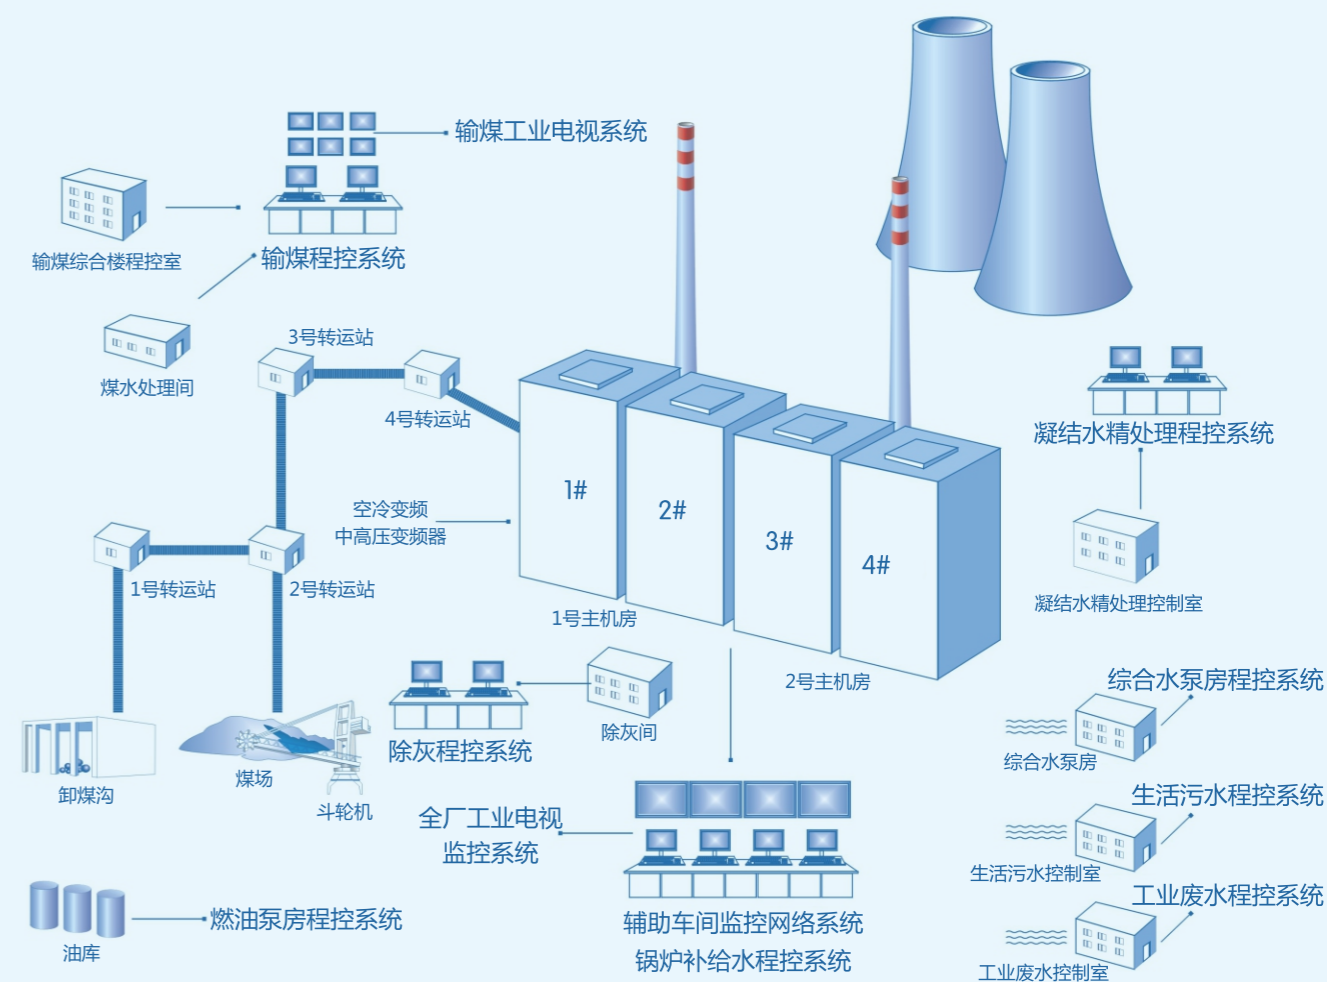 输煤工业电视系统
输煤综合楼程控室
输煤程控系统
煤水处理间
3号转运站
4号转运站
1#
2#
3#
4#
凝结水精处理程控系统
空冷变频
中高压变频器
1号转运站
2号转运站
1号主机房
凝结水精处理控制室
2号主机房
综合水泵房程控系统
除灰间
除灰程控系统
综合水泵房
煤场
卸煤沟
斗轮机
全厂工业电视
监控系统
生活污水程控系统
生活污水控制室
工业废水程控系统
燃油泵房程控系统
油库
辅助车间监控网络系统
锅炉补给水程控系统
工业废水控制室